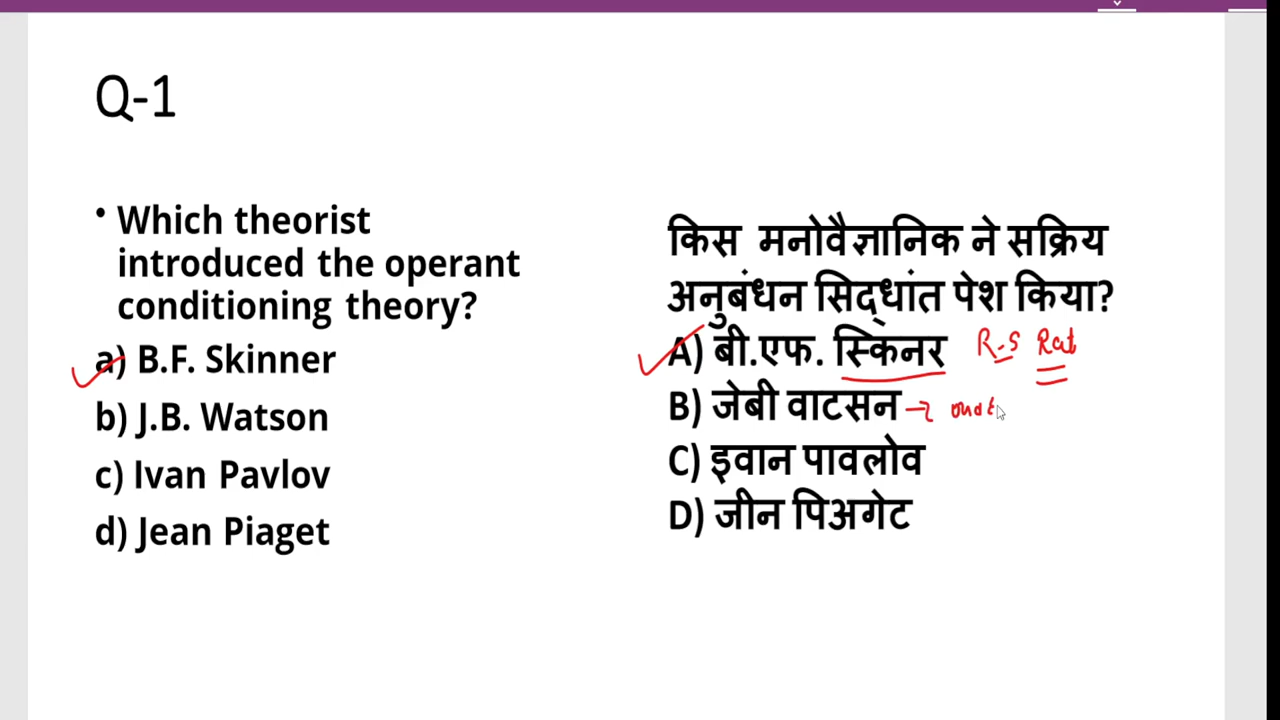 Q-1
• Which theorist
introduced the operant
conditioning theory?
a) B.F. Skinner
b) J.B. Watson
c) Ivan Pavlov
d) Jean Piaget
किस मनोवैज्ञानिक ने सक्रिय
अनुबंधन सिद्धांत पेश किया?
A) बी.एफ. स्किनर R-S Rat
B) जेबी वाटसन →
C) इवान पावलोव
D) जीन पिअगेट